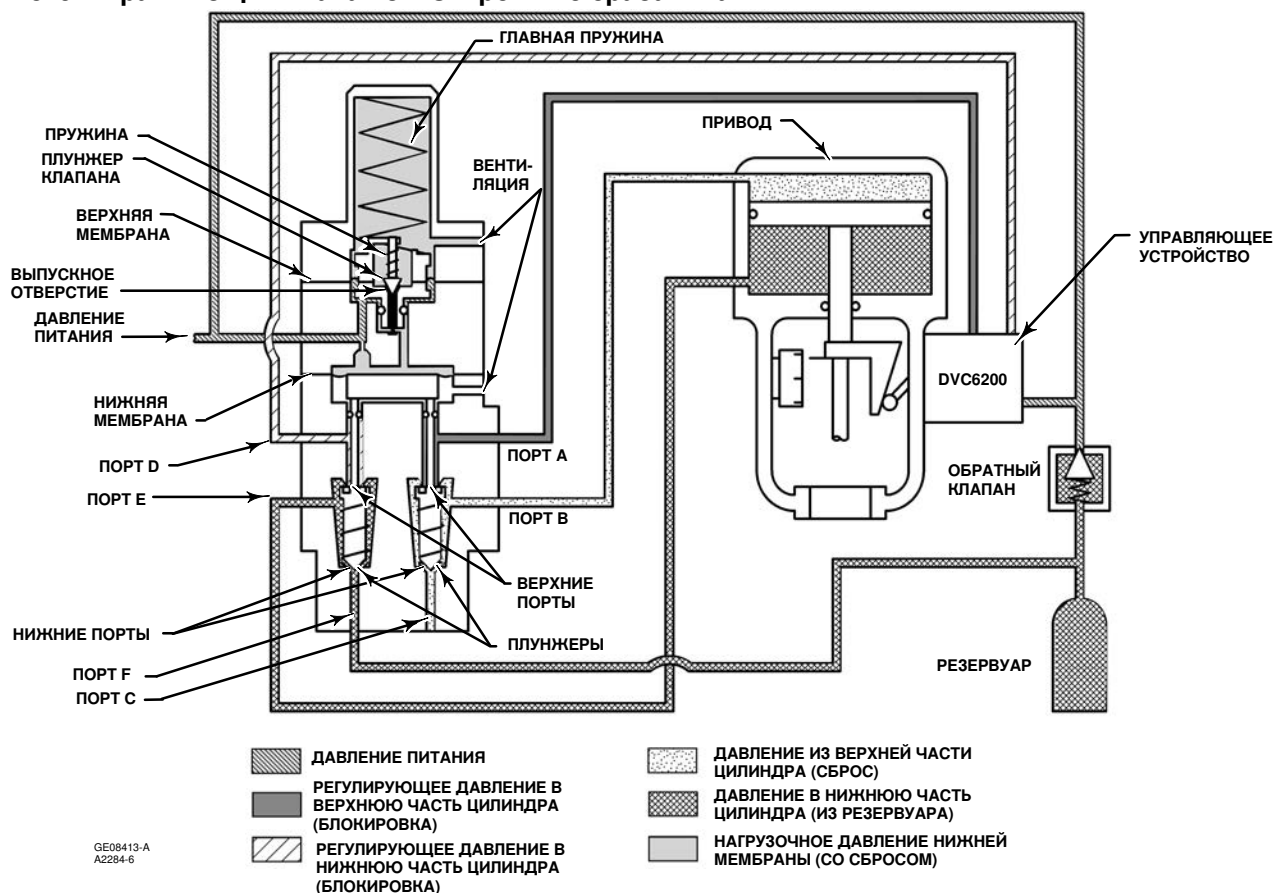 ГЛАВНАЯ ПРУЖИНА
ПРУЖИНА
ПЛУНЖЕР
КЛАПАНА
ВЕРХНЯЯ
МЕМБРАНА
ВЫПУСКНОЕ
ОТВЕРСТИЕ
ДАВЛЕНИЕ
ПИТАНИЯ
НИЖНЯЯ
МЕМБРАНА
ПОРТ D
ПОРТ E
НИЖНИЕ ПОРТЫ
ПОРТ F
ПОРТ C
ВЕНТИ-
ЛЯЦИЯ
ПРИВОД
УПРАВЛЯЮЩЕЕ
УСТРОЙСТВО
DVC6200
ПОРТ A
ПОРТ B
ОБРАТНЫЙ
КЛАПАН
ВЕРХНИЕ
ПОРТЫ
ПЛУНЖЕРЫ
РЕЗЕРВУАР
ДАВЛЕНИЕ ПИТАНИЯ
РЕГУЛИРУЮЩЕЕ ДАВЛЕНИЕ В
ВЕРХНЮЮ ЧАСТЬ ЦИЛИНДРА
(БЛОКИРОВКА)
РЕГУЛИРУЮЩЕЕ ДАВЛЕНИЕ В
НИЖНЮЮ ЧАСТЬ ЦИЛИНДРА
(БЛОКИРОВКА)
ДАВЛЕНИЕ ИЗ ВЕРХНЕЙ ЧАСТИ
ЦИЛИНДРА (СБРОС)
ДАВЛЕНИЕ В НИЖНЮЮ ЧАСТЬ
ЦИЛИНДРА (ИЗ РЕЗЕРВУАРА)
НАГРУЗОЧНОЕ ДАВЛЕНИЕ НИЖНЕЙ
МЕМБРАНЫ (СО СБРОСОМ)
GE08413-A
A2284-6